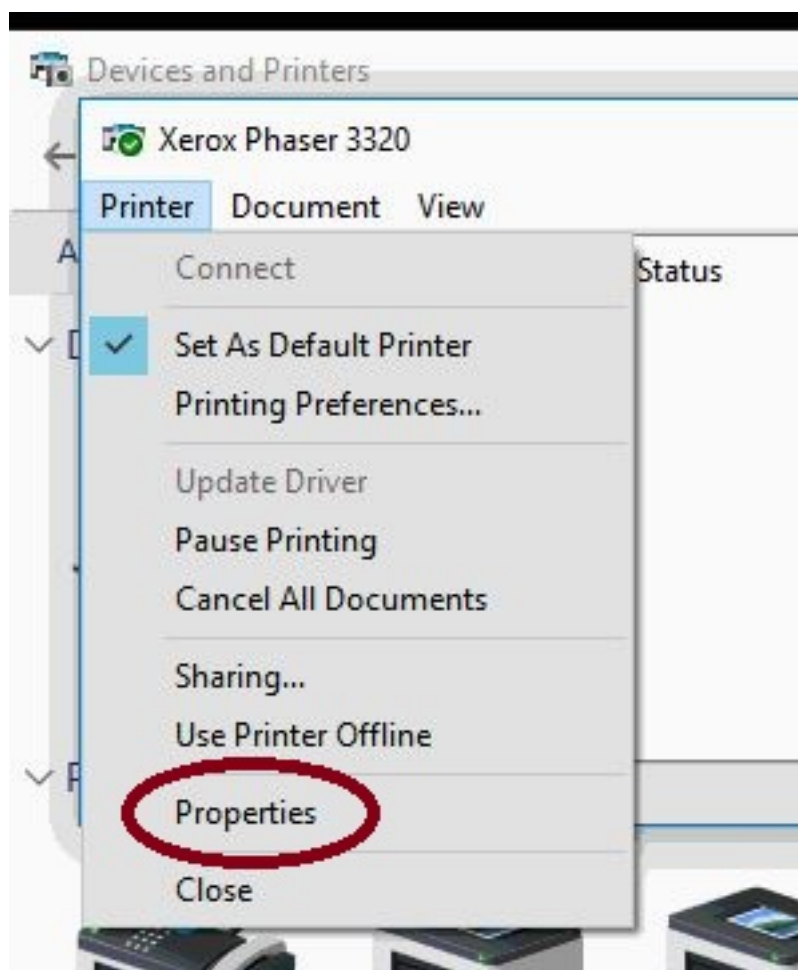 Devices and Printers
Xerox Phaser 3320
Printer Document View
Connect
Status
Set As Default Printer
Printing Preferences...
Update Driver
Pause Printing
Cancel All Documents
Sharing...
Use Printer Offline
Properties
Close